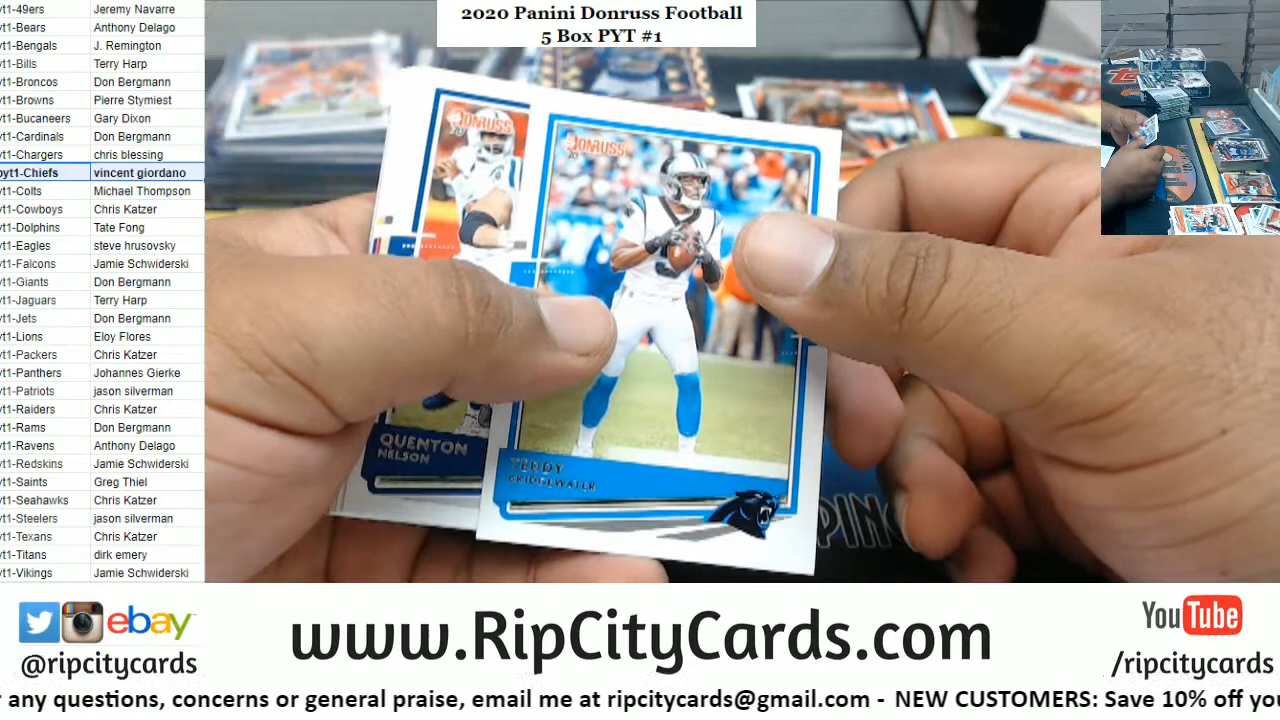 2020 Panini Donruss Football
5 Box PYT #1
yt1-49ers Jeremy Navarre
yt1-Bears Anthony Delago
yt1-Bengals J. Remington
yt1-Bills Terry Harp
yt1-Broncos Don Bergmann
yt1-Browns Pierre Stymiest
yt1-Bucaneers Gary Dixon
yt1-Cardinals Don Bergmann
yt1-Chargers chris blessing
pyt1-Chiefs vincent giordano
yt1-Colts Michael Thompson
yt1-Cowboys Chris Katzer
yt1-Dolphins Tate Fong
yt1-Eagles steve hrusovsky
yt1-Falcons Jamie Schwiderski
yt1-Giants Don Bergmann
yt1-Jaguars Terry Harp
yt1-Jets Don Bergmann
yt1-Lions Eloy Flores
yt1-Packers Chris Katzer
yt1-Panthers Johannes Gierke
yt1-Patriots jason silverman
yt1-Raiders Chris Katzer
yt1-Rams Don Bergmann
yt1-Ravens Anthony Delago
yt1-Redskins Jamie Schwiderski
yt1-Saints Greg Thiel
yt1-Seahawks Chris Katzer
yt1-Steelers jason silverman
yt1-Texans Chris Katzer
yt1-Titans dirk emery
yt1-Vikings Jamie Schwiderski
DONRUSS
DONRUSS
QUENTON
NELSON
TEDDY
BRIDGEWATER
PING
ebay
@ripcitycards
www.RipCityCards.com
YouTube
/ripcitycards
r any questions, concerns or general praise, email me at ripcitycards@gmail.com - NEW CUSTOMERS: Save 10% off you